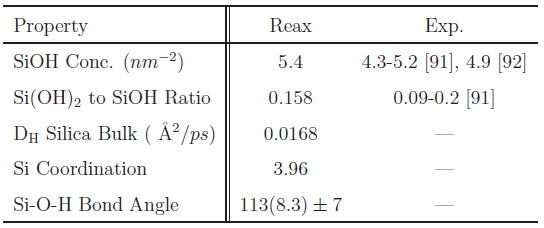 Property Reax Exp.
SiOH Conc. (nm⁻²) 5.4 4.3-5.2 [91], 4.9 [92]
Si(OH)₂ to SiOH Ratio 0.158 0.09-0.2 [91]
D_H Silica Bulk ( Å²/ps) 0.0168 —
Si Coordination 3.96 —
Si-O-H Bond Angle 113(8.3) ± 7 —